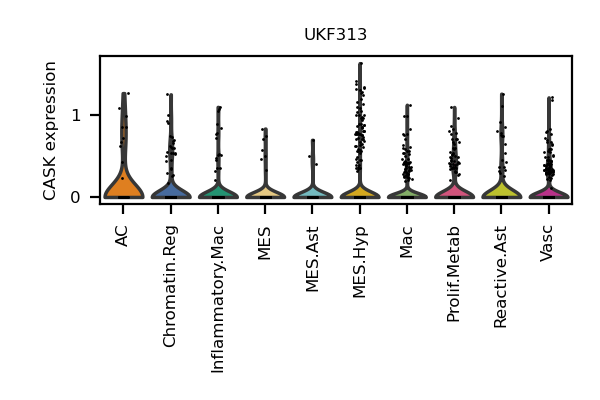 UKF313
CASK expression
1
0
AC
Chromatin.Reg
Inflammatory.Mac
MES
MES.Ast
MES.Hyp
Mac
Prolif.Metab
Reactive.Ast
Vasc